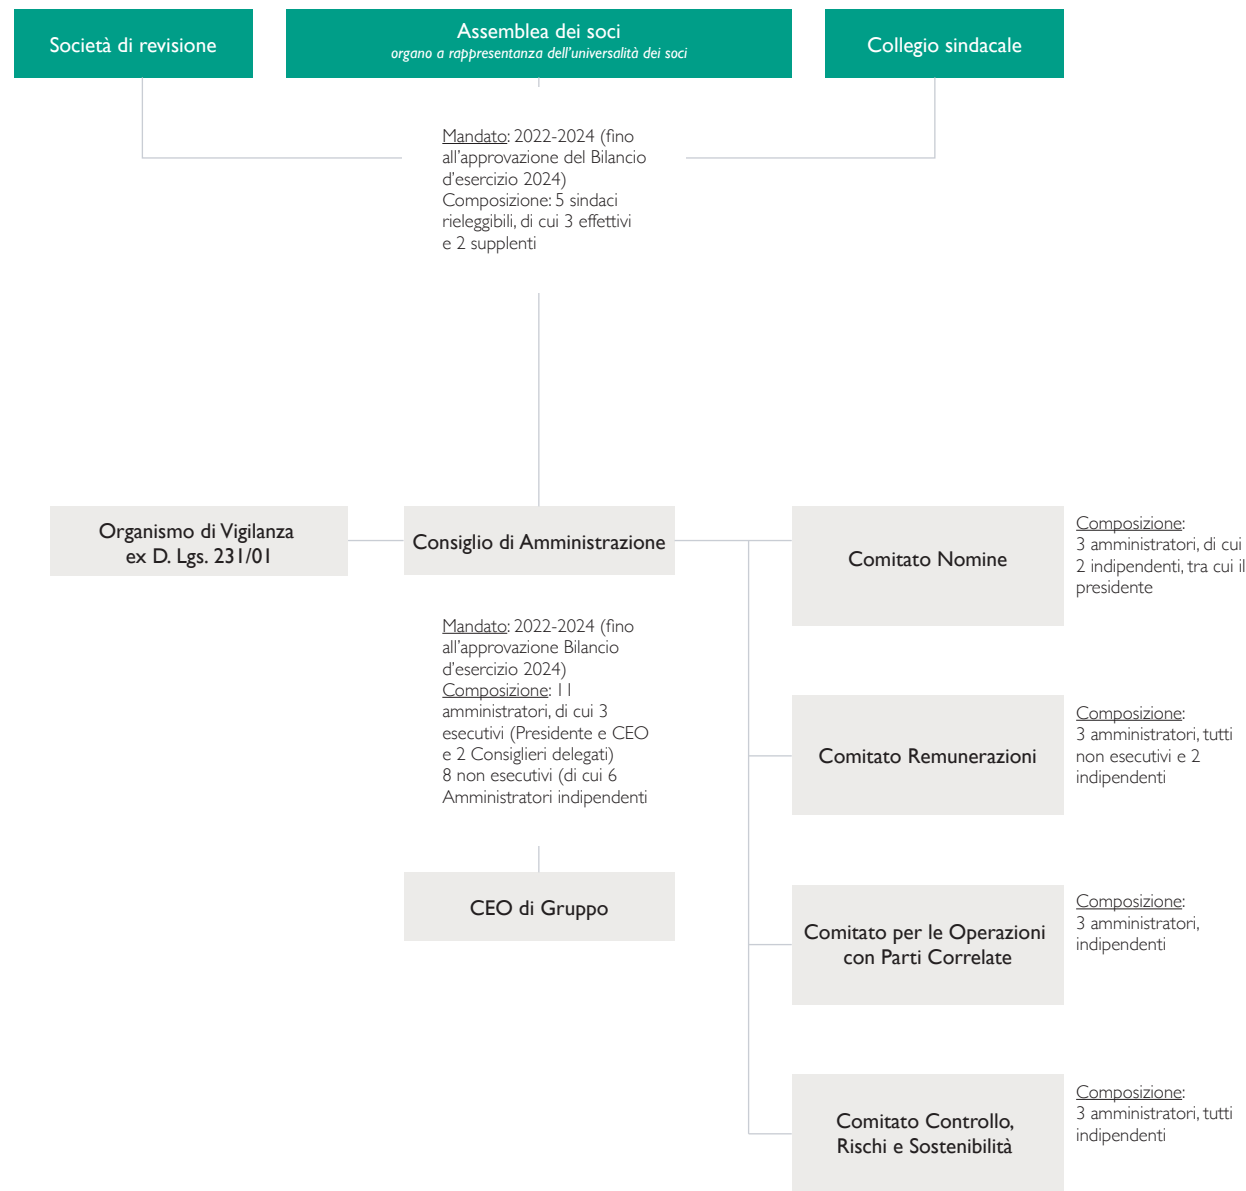 Società di revisione
Assemblea dei soci
organo a rappresentanza dell'universalità dei soci
Collegio sindacale
Mandato: 2022-2024 (fino
all'approvazione del Bilancio
d'esercizio 2024)
Composizione: 5 sindaci
rieleggibili, di cui 3 effettivi
e 2 supplenti
Organismo di Vigilanza
ex D. Lgs. 231/01
Consiglio di Amministrazione
Mandato: 2022-2024 (fino
all'approvazione Bilancio
d'esercizio 2024)
Composizione: 11
amministratori, di cui 3
esecutivi (Presidente e CEO
e 2 Consiglieri delegati)
8 non esecutivi (di cui 6
Amministratori indipendenti
CEO di Gruppo
Comitato Nomine
Composizione:
3 amministratori, di cui
2 indipendenti, tra cui il
presidente
Comitato Remunerazioni
Composizione:
3 amministratori, tutti
non esecutivi e 2
indipendenti
Comitato per le Operazioni
con Parti Correlate
Composizione:
3 amministratori,
indipendenti
Comitato Controllo,
Rischi e Sostenibilità
Composizione:
3 amministratori, tutti
indipendenti